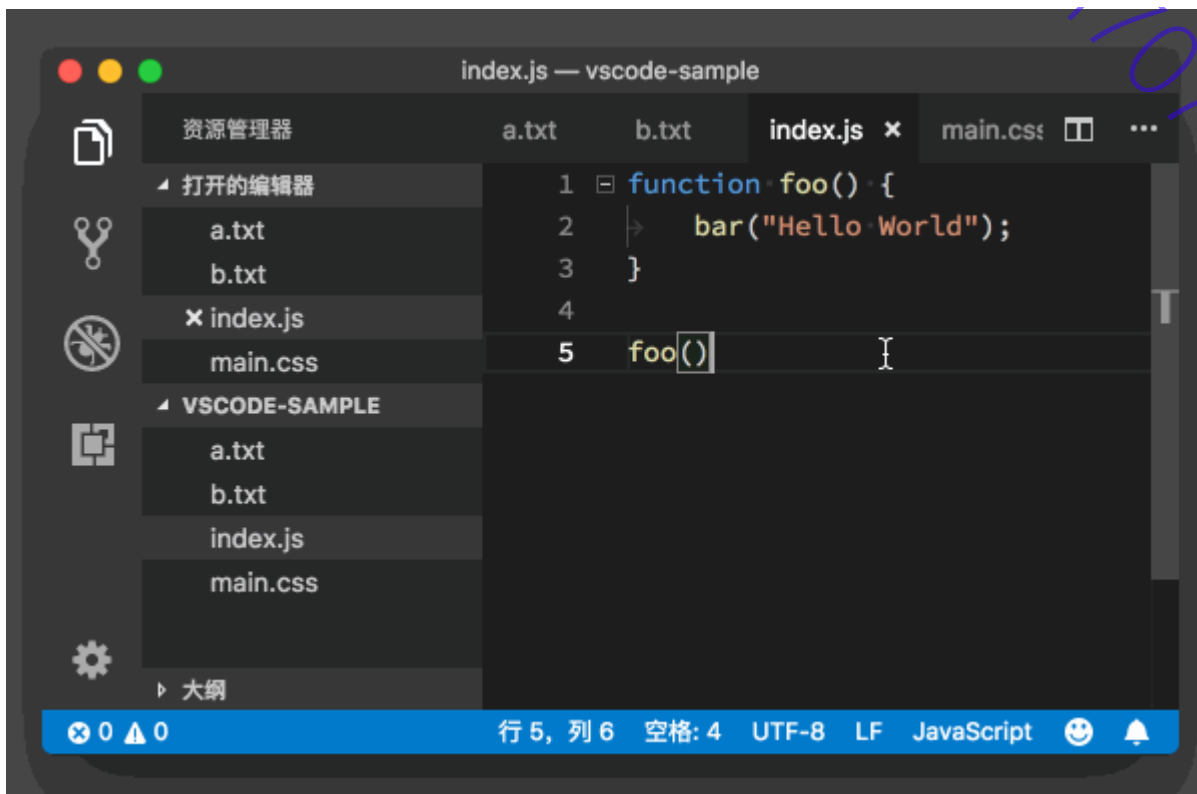 index.js — vscode-sample
资源管理器
a.txt b.txt index.js × main.css
打开的编辑器
a.txt
b.txt
× index.js
main.css
VSCODE-SAMPLE
a.txt
b.txt
index.js
main.css
大纲
1 function foo() {
2 bar("Hello World");
3 }
4
5 foo()
0 0 行 5，列 6 空格: 4 UTF-8 LF JavaScript